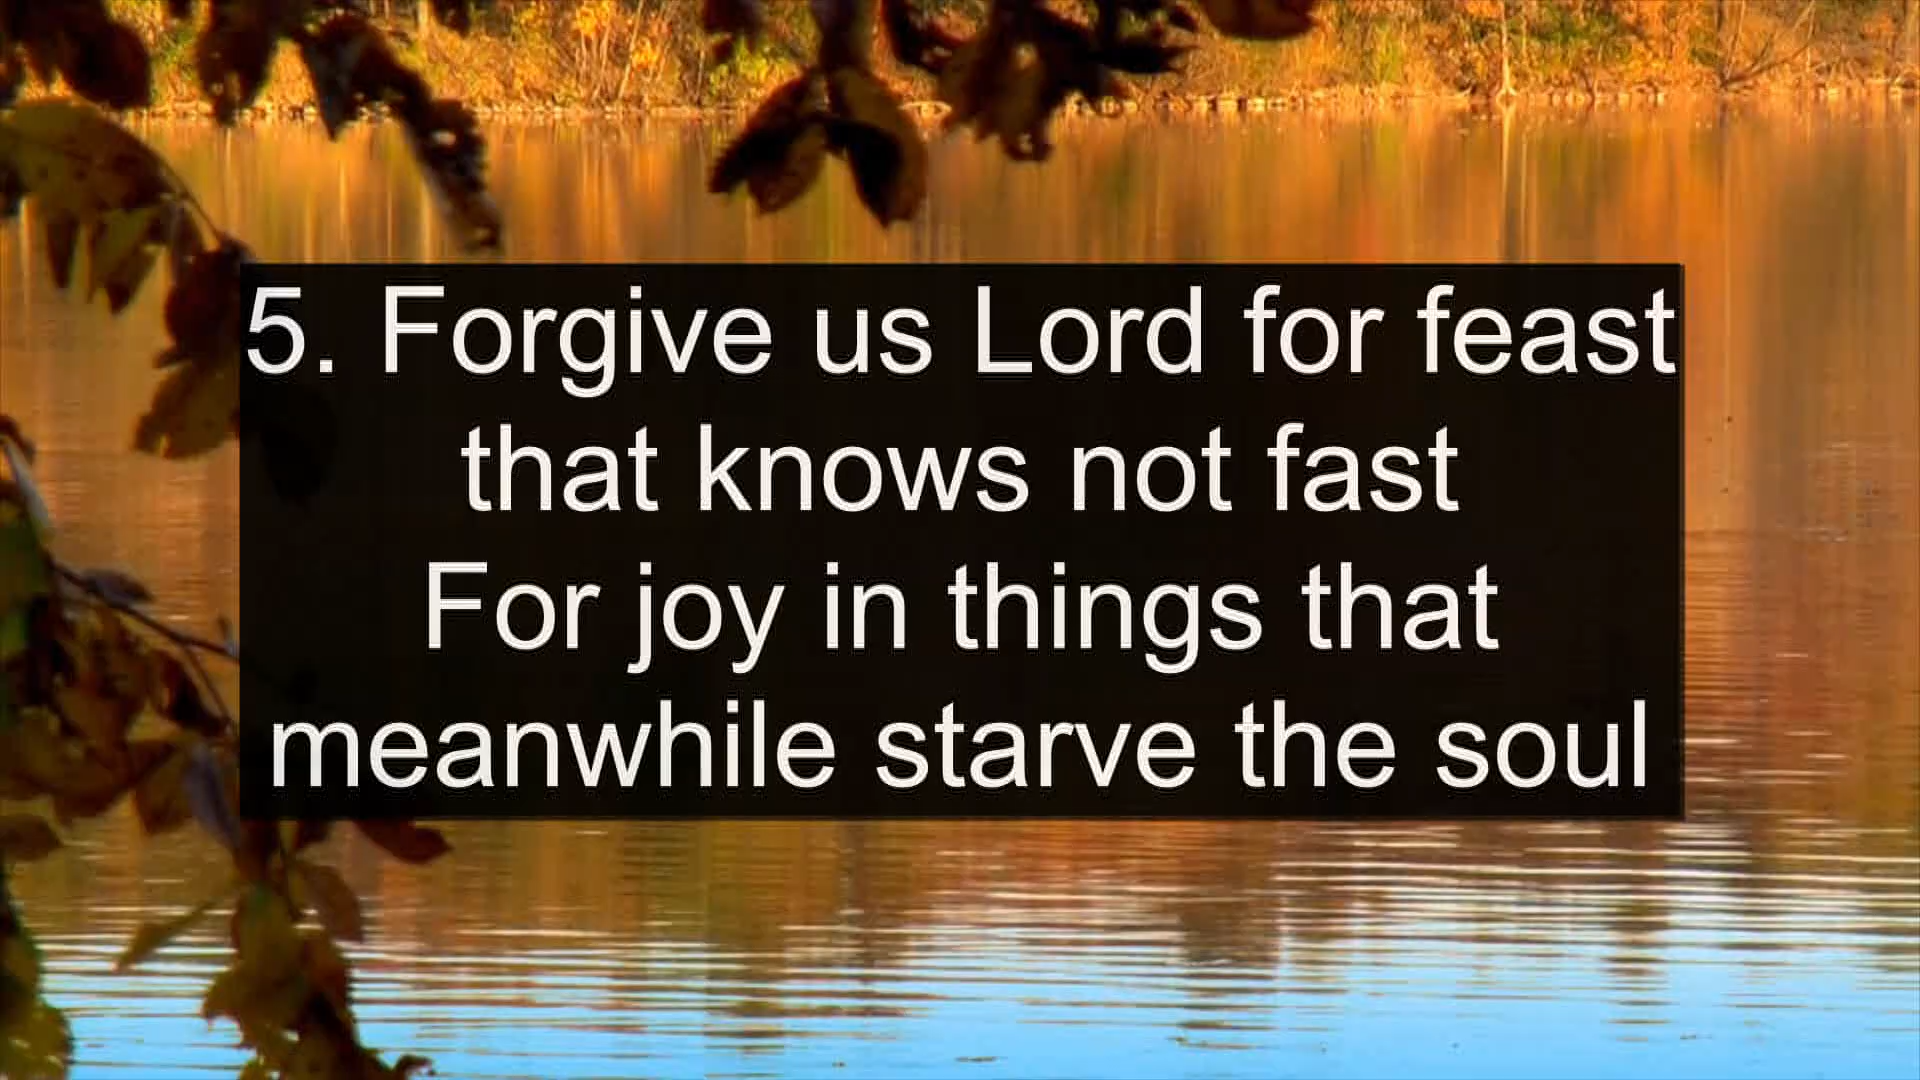 5. Forgive us Lord for feast
that knows not fast
For joy in things that
meanwhile starve the soul